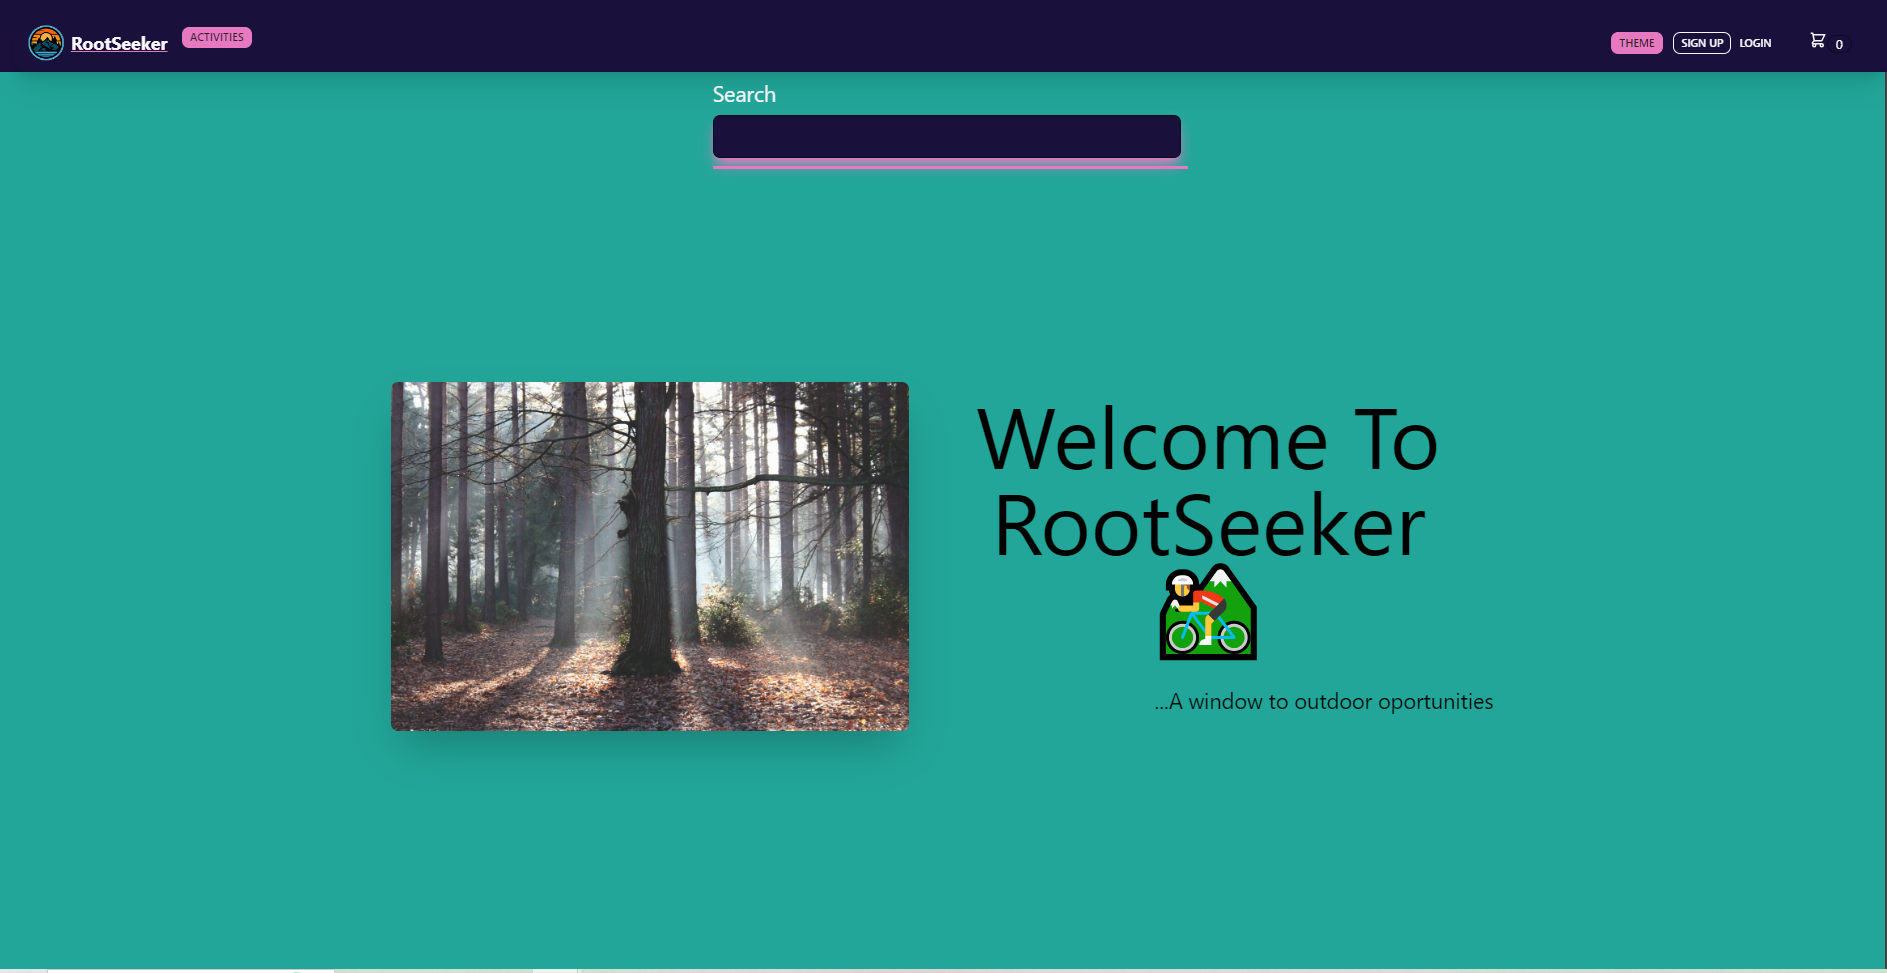 RootSeeker
ACTIVITIES
THEME
SIGN UP
LOGIN
0
Search
Welcome To
RootSeeker
...A window to outdoor oportunities